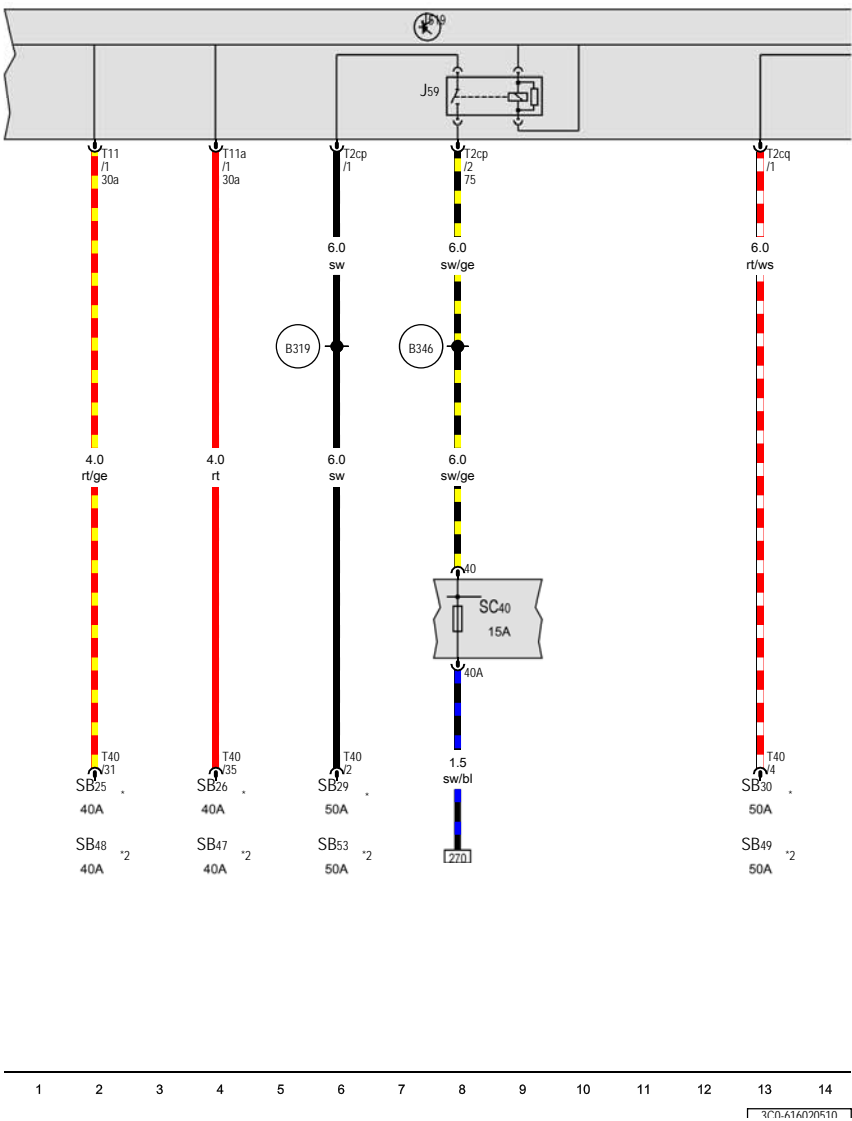 J519
J59
T11
/1
30a
T11a
/1
30a
T2cp
/1
T2cp
/2
75
T2cq
/1
6.0
sw
6.0
sw/ge
6.0
rt/ws
B319
B346
4.0
rt/ge
4.0
rt
6.0
sw
6.0
sw/ge
40
SC40
15A
40A
T40
/31
T40
/35
T40
/2
1.5
sw/bl
T40
/4
SB25 *
40A
SB26 *
40A
SB29 *
50A
SB30 *
50A
SB48 *2
40A
SB47 *2
40A
SB53 *2
50A
270
SB49 *2
50A
1 2 3 4 5 6 7 8 9 10 11 12 13 14
3C0-616020510